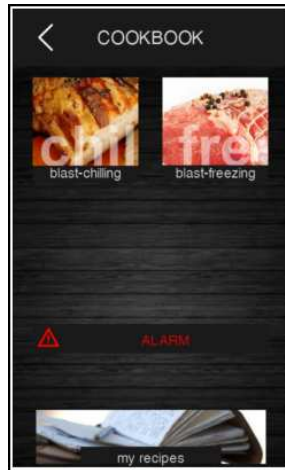 COOKBOOK
chil fre
blast-chilling blast-freezing
ALARM
my recipes